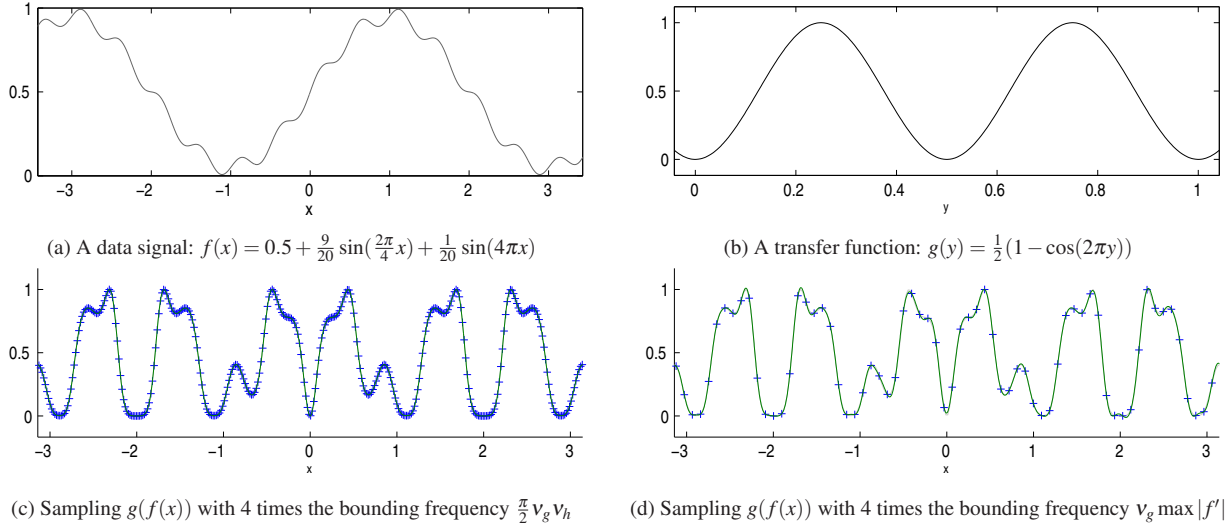 1
0.5
0
−3 −2 −1 0 1 2 3
x
(a) A data signal: f(x) = 0.5 + 9/20 sin(2π/4 x) + 1/20 sin(4πx)
1
0.5
0
0 0.2 0.4 0.6 0.8 1
y
(b) A transfer function: g(y) = 1/2 (1 − cos(2πy))
1
0.5
0
−3 −2 −1 0 1 2 3
x
(c) Sampling g(f(x)) with 4 times the bounding frequency π/2 ν_g ν_h
1
0.5
0
−3 −2 −1 0 1 2 3
x
(d) Sampling g(f(x)) with 4 times the bounding frequency ν_g max |f′|